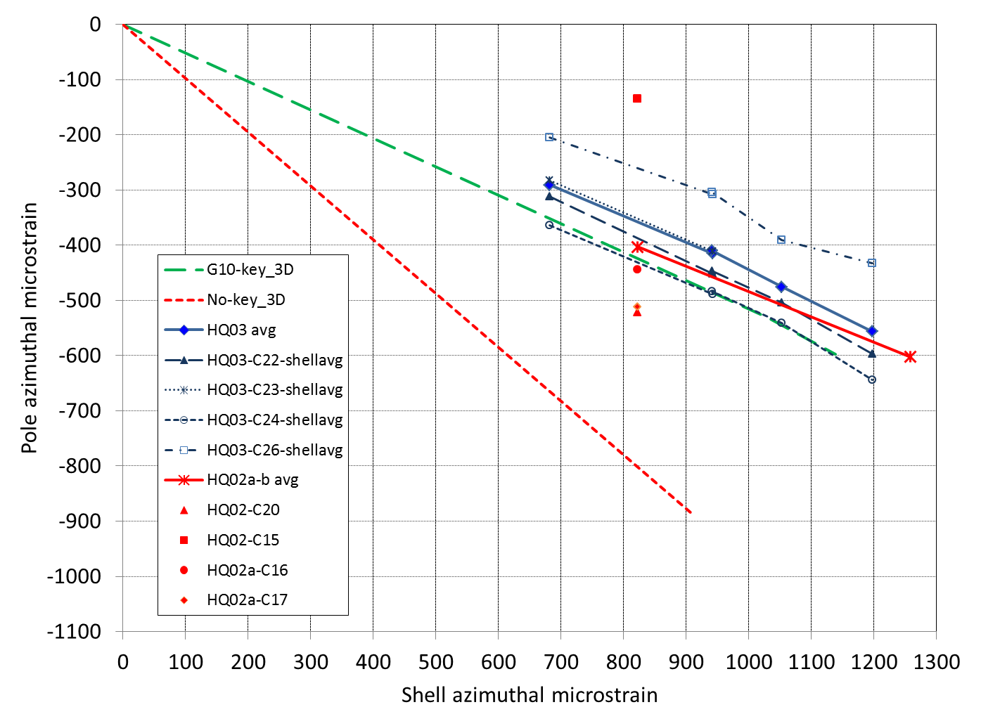 0
-100
-200
-300
-400
-500
-600
-700
-800
-900
-1000
-1100
Pole azimuthal microstrain
G10-key_3D
No-key_3D
HQ03 avg
HQ03-C22-shellavg
HQ03-C23-shellavg
HQ03-C24-shellavg
HQ03-C26-shellavg
HQ02a-b avg
HQ02-C20
HQ02-C15
HQ02a-C16
HQ02a-C17
0 100 200 300 400 500 600 700 800 900 1000 1100 1200 1300
Shell azimuthal microstrain